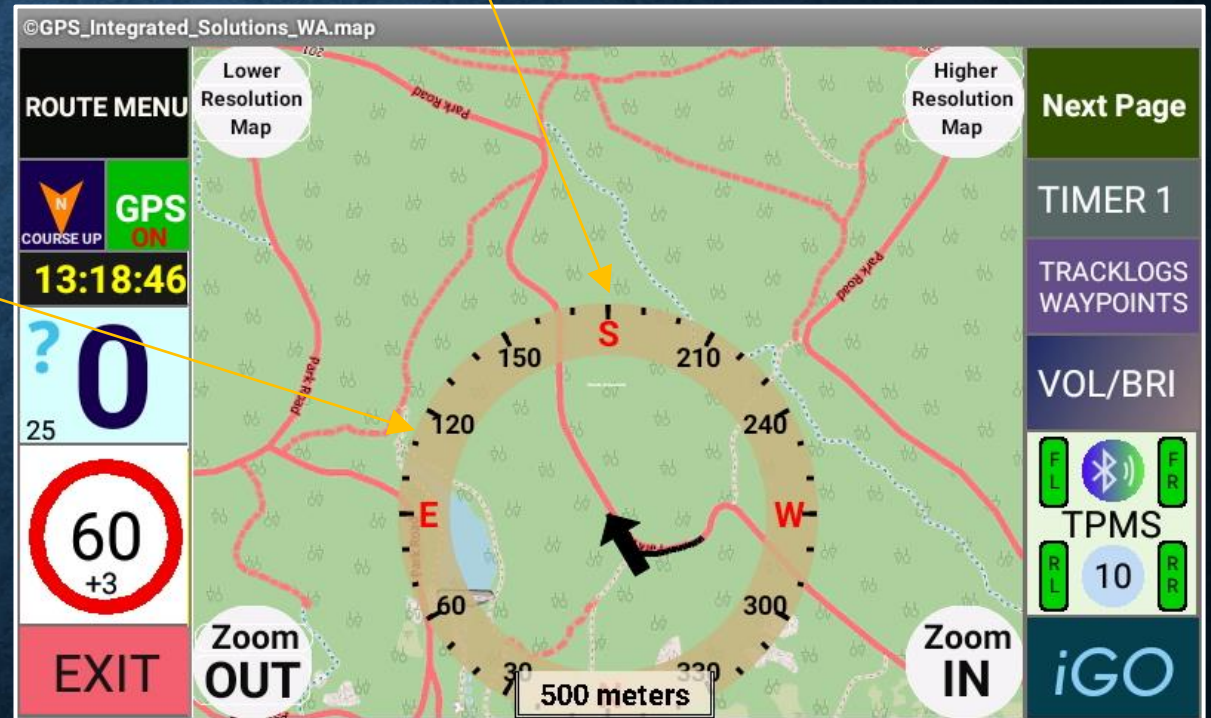 ©GPS_Integrated_Solutions_WA.map
ROUTE MENU
Lower
Resolution
Map
Higher
Resolution
Map
Next Page
N
COURSE UP
GPS
ON
13:18:46
?
0
25
60
+3
EXIT
Zoom
OUT
Zoom
IN
TIMER 1
TRACKLOGS
WAYPOINTS
VOL/BRI
FL
FR
TPMS
RL
10
RR
iGO
Park Road
Park Road
Park Road
S
150
210
120
240
E
W
60
300
30
330
500 meters